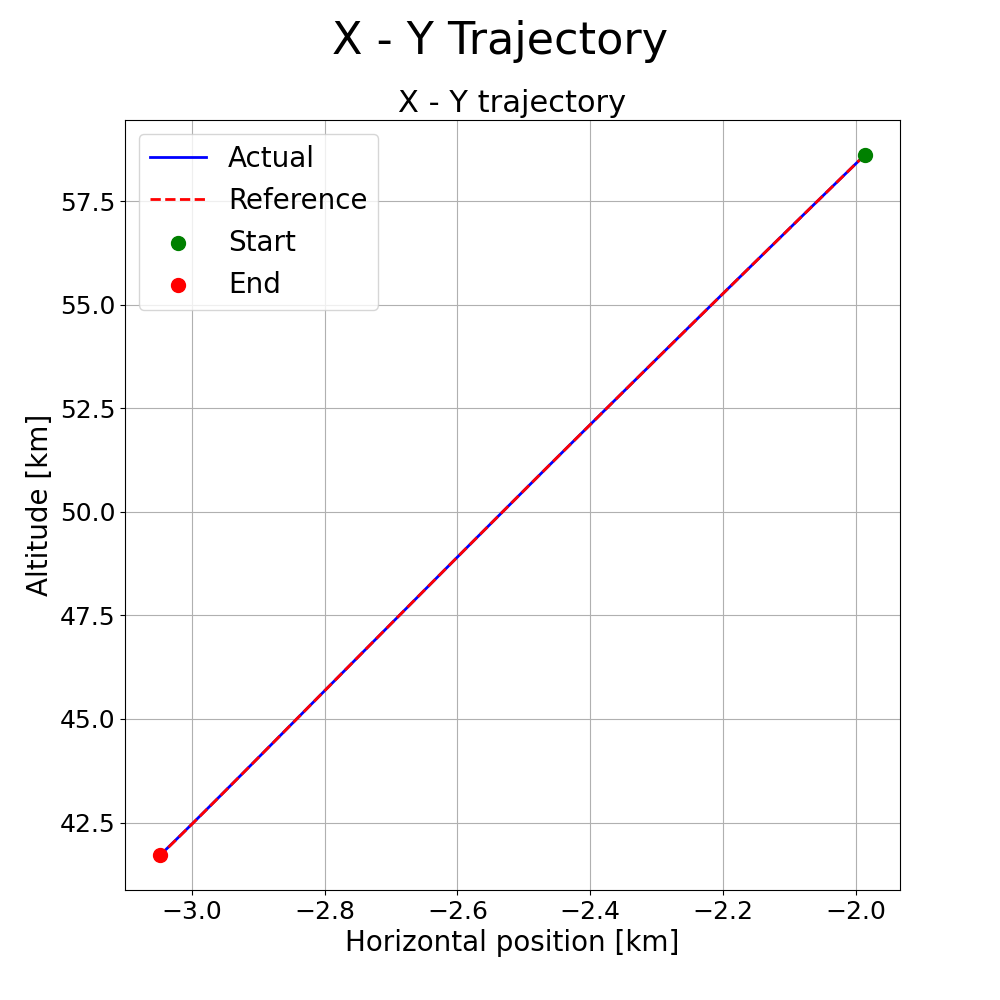 X - Y Trajectory
X - Y trajectory
Actual
Reference
Start
End
57.5
55.0
52.5
50.0
47.5
45.0
42.5
Altitude [km]
−3.0 −2.8 −2.6 −2.4 −2.2 −2.0
Horizontal position [km]